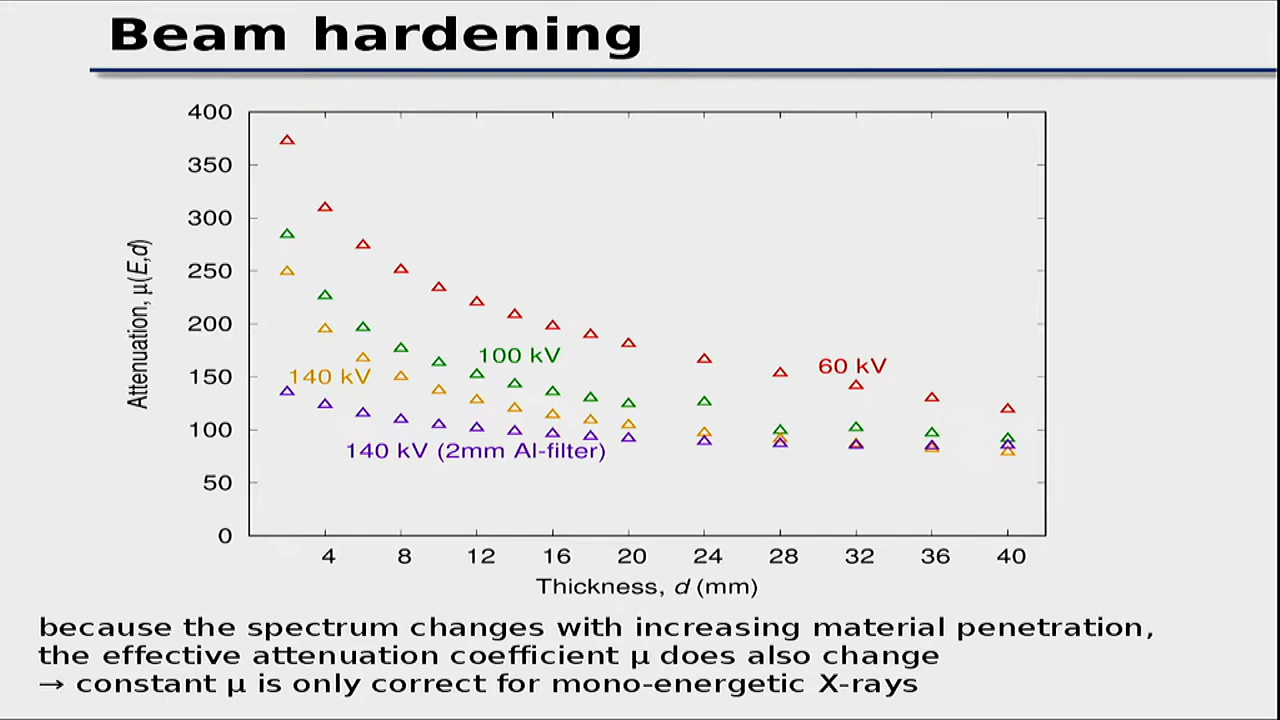 Beam hardening
400
350
300
250
200
150
100
50
0
Attenuation, μ(E,d)
100 kV
60 kV
140 kV
140 kV (2mm Al-filter)
4 8 12 16 20 24 28 32 36 40
Thickness, d (mm)
because the spectrum changes with increasing material penetration,
the effective attenuation coefficient μ does also change
→ constant μ is only correct for mono-energetic X-rays